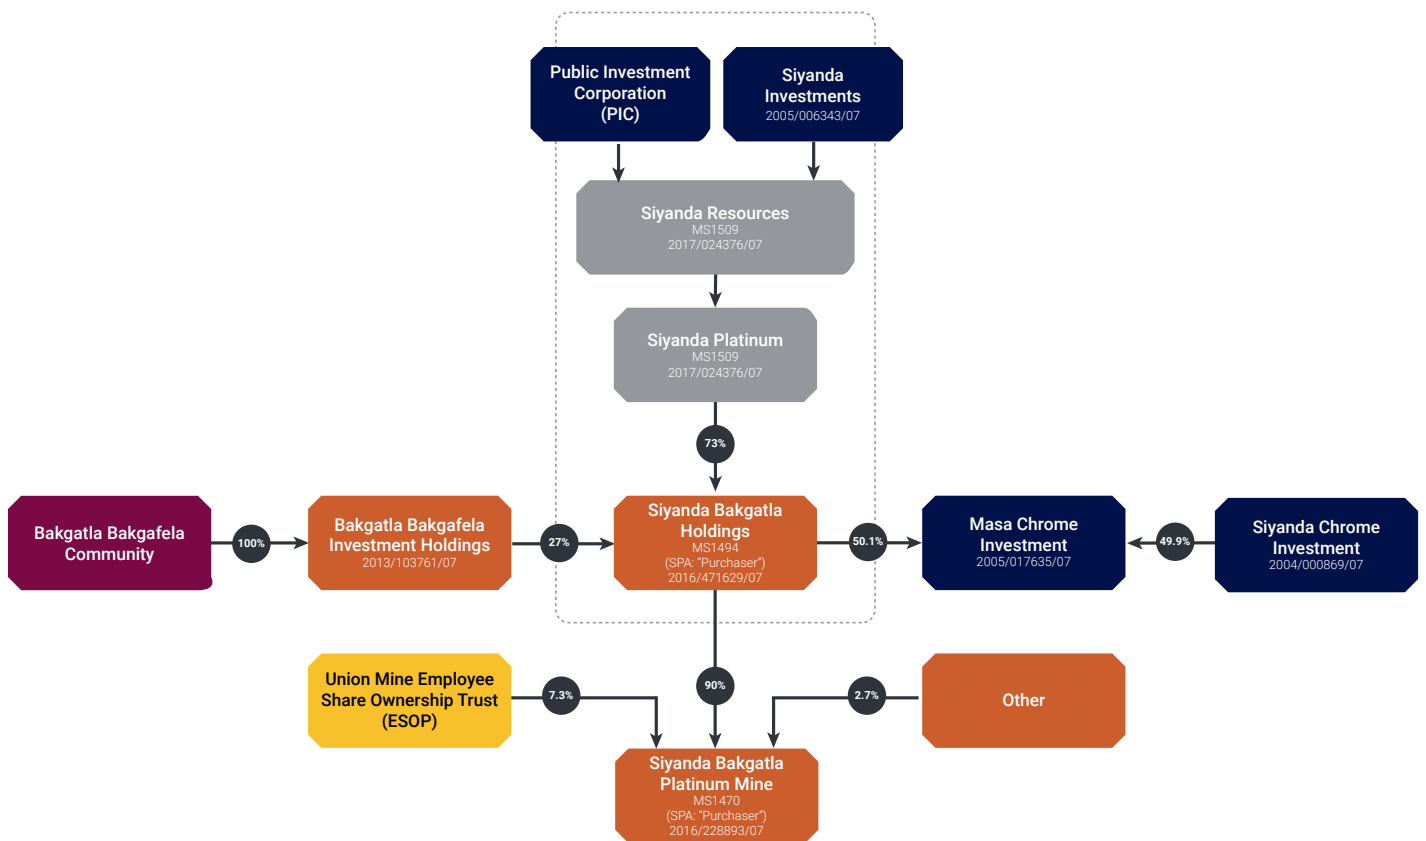 Public Investment
Corporation
(PIC)
Siyanda
Investments
2005/006343/07
Siyanda Resources
MS1509
2017/024376/07
Siyanda Platinum
MS1509
2017/024376/07
73%
Bakgatla Bakgafela
Community
100%
Bakgatla Bakgafela
Investment Holdings
2013/103761/07
27%
Siyanda Bakgatla
Holdings
MS1494
(SPA: "Purchaser")
2016/471629/07
50.1%
Masa Chrome
Investment
2005/017635/07
49.9%
Siyanda Chrome
Investment
2004/000869/07
Union Mine Employee
Share Ownership Trust
(ESOP)
7.3%
90%
2.7%
Other
Siyanda Bakgatla
Platinum Mine
MS1470
(SPA: "Purchaser")
2016/228893/07